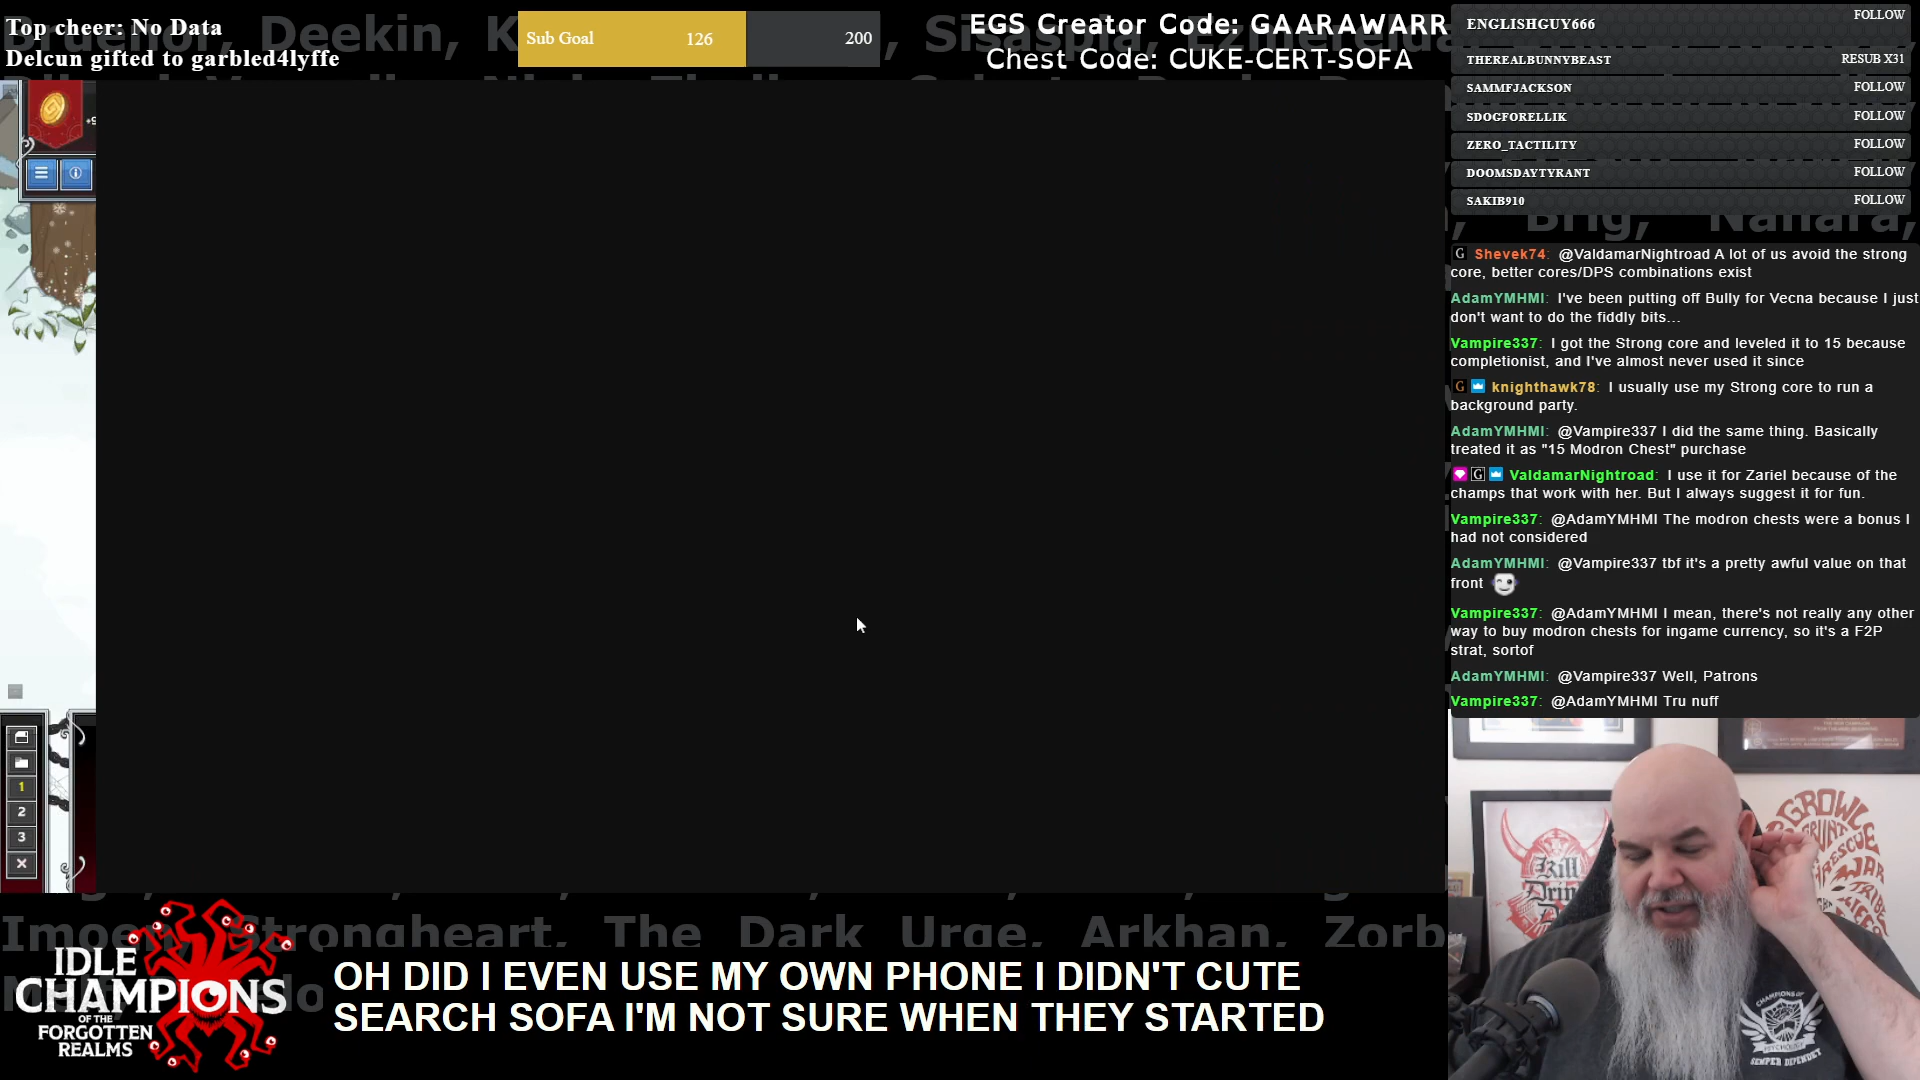 Top cheer: No Data
Delcun gifted to garbled4lyffe
Sub Goal 126 200
EGS Creator Code: GAARAWARR
Chest Code: CUKE-CERT-SOFA
ENGLISHGUY666 FOLLOW
THEREALBUNNYBEAST RESUB X31
SAMMFJACKSON FOLLOW
SDOGFORELLIK FOLLOW
ZERO_TACTILITY FOLLOW
DOOMSDAYTYRANT FOLLOW
SAKIB910 FOLLOW
Shevek74: @ValdamarNightroad A lot of us avoid the strong
core, better cores/DPS combinations exist
AdamYMHMI: I've been putting off Bully for Vecna because I just
don't want to do the fiddly bits...
Vampire337: I got the Strong core and leveled it to 15 because
completionist, and I've almost never used it since
knighthawk78: I usually use my Strong core to run a
background party.
AdamYMHMI: @Vampire337 I did the same thing. Basically
treated it as "15 Modron Chest" purchase
ValdamarNightroad: I use it for Zariel because of the
champs that work with her. But I always suggest it for fun.
Vampire337: @AdamYMHMI The modron chests were a bonus I
had not considered
AdamYMHMI: @Vampire337 tbf it's a pretty awful value on that
front
Vampire337: @AdamYMHMI I mean, there's not really any other
way to buy modron chests for ingame currency, so it's a F2P
strat, sortof
AdamYMHMI: @Vampire337 Well, Patrons
Vampire337: @AdamYMHMI Tru nuff
1
2
3
Strongheart, The Dark Urge, Arkhan, Zorb
IDLE
CHAMPIONS
OF THE
FORGOTTEN
REALMS
OH DID I EVEN USE MY OWN PHONE I DIDN'T CUTE
SEARCH SOFA I'M NOT SURE WHEN THEY STARTED
SEMPER DEFENDET